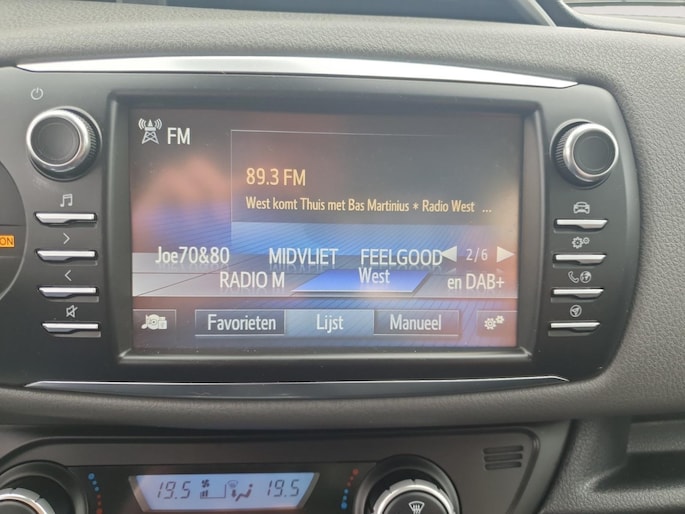 FM
89.3 FM
West komt Thuis met Bas Martinius * Radio West ...
Joe70&80 MIDVLIET FEELGOOD 2/6
RADIO M West en DAB+
Favorieten Lijst Manueel
ON
19.5 19.5